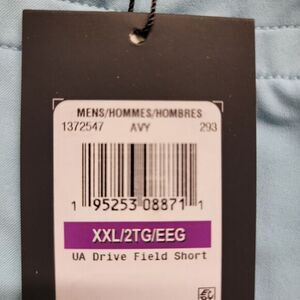 MENS/HOMMES/HOMBRES
1372547 AVY 293
1 95253 08871 1
XXL/2TG/EEG
UA Drive Field Short